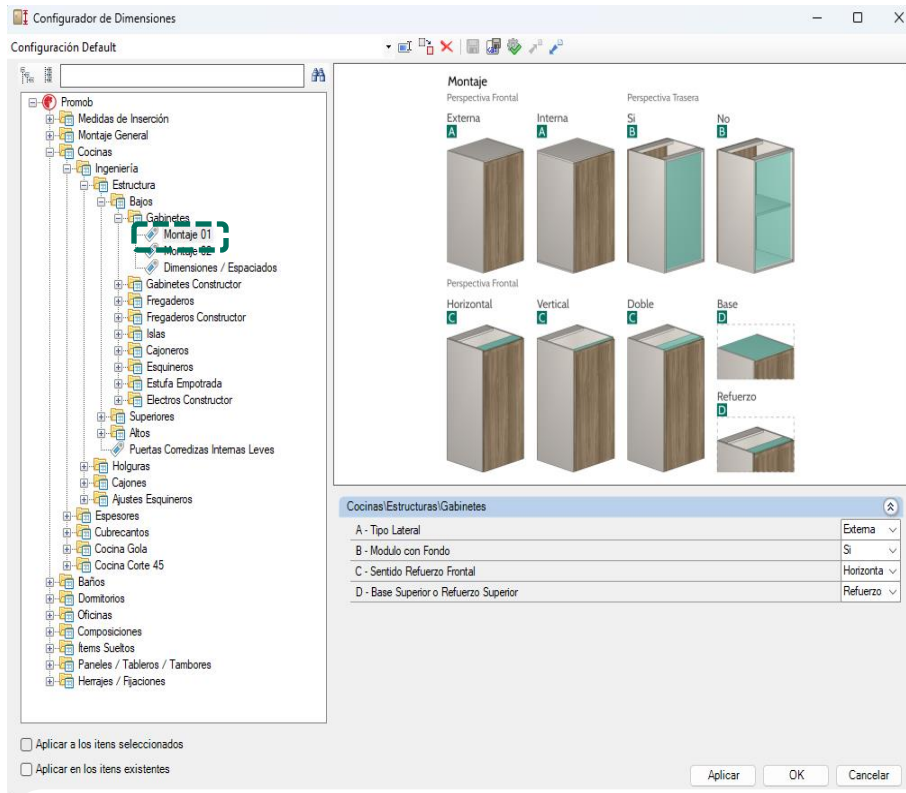 Configurador de Dimensiones
Configuración Default
Promob
Medidas de Inserción
Montaje General
Cocinas
Ingeniería
Estructura
Bajos
Gabinetes
Montaje 01
Montaje 02
Dimensiones / Espaciados
Gabinetes Constructor
Fregaderos
Fregaderos Constructor
Islas
Cajoneros
Esquineros
Estufa Empotrada
Electros Constructor
Superiores
Altos
Puertas Corredizas Internas Leves
Holguras
Cajones
Ajustes Esquineros
Espesores
Cubrecantos
Cocina Gola
Cocina Corte 45
Baños
Dormitorios
Oficinas
Composiciones
Ítems Sueltos
Paneles / Tableros / Tambores
Herrajes / Fijaciones
Aplicar a los itens seleccionados
Aplicar en los itens existentes
Montaje
Perspectiva Frontal Perspectiva Trasera
Externa Interna Si No
A A B B
Perspectiva Frontal
Horizontal Vertical Doble Base
C C C D
Refuerzo
D
Cocinas\Estructuras\Gabinetes
A - Tipo Lateral Externa
B - Modulo con Fondo Si
C - Sentido Refuerzo Frontal Horizonta
D - Base Superior o Refuerzo Superior Refuerzo
Aplicar OK Cancelar